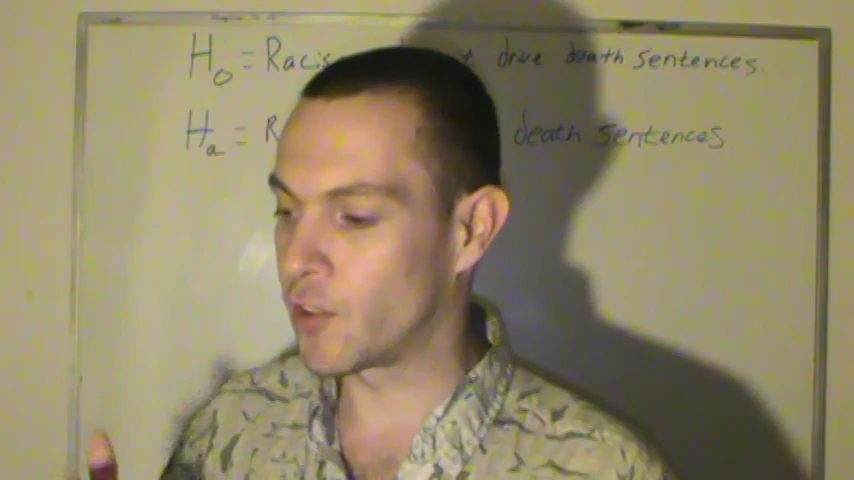 H₀ = Racis drive death sentences.
Hₐ = R death sentences.